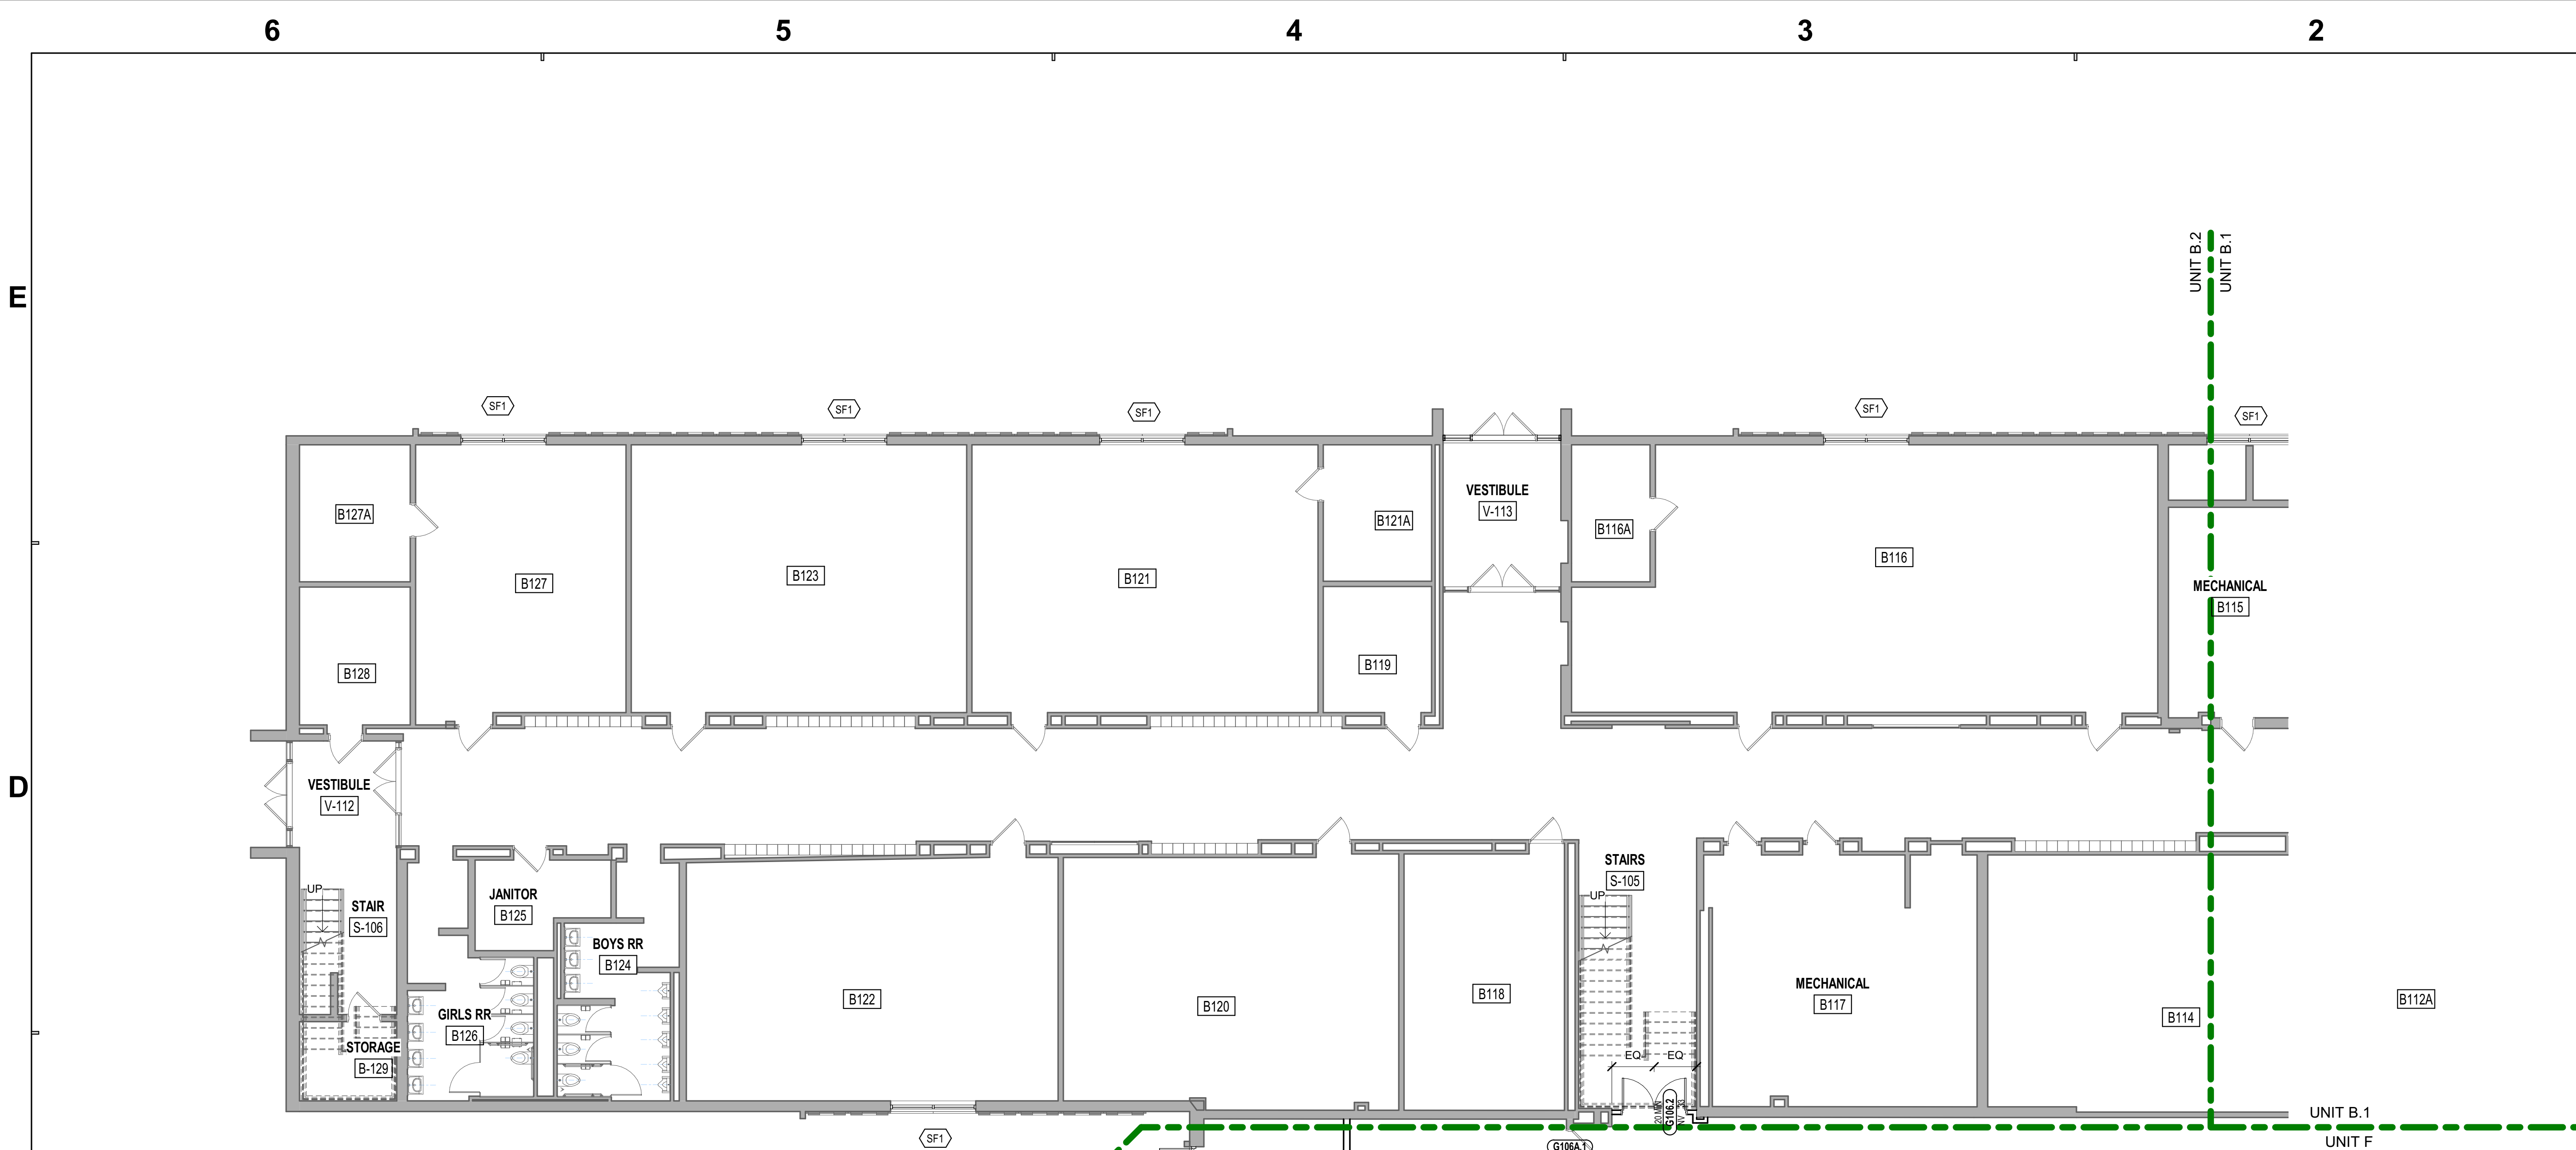 6 5 4 3 2
E
UNIT B.2
UNIT B.1
SF1 SF1 SF1 SF1 SF1
VESTIBULE
V-113
B127A
B121A
B116A
B116
B127
B123
B121
MECHANICAL
B115
B119
B128
D
VESTIBULE
V-112
STAIRS
S-105
UP
UP
JANITOR
B125
STAIR
S-106
BOYS RR
B124
MECHANICAL
B117
B122
B120
B118
B114
B112A
GIRLS RR
B126
STORAGE
B-129
EQ EQ
20 MIN
G106.2
UNIT B.1
SF1
G106A.1
UNIT F